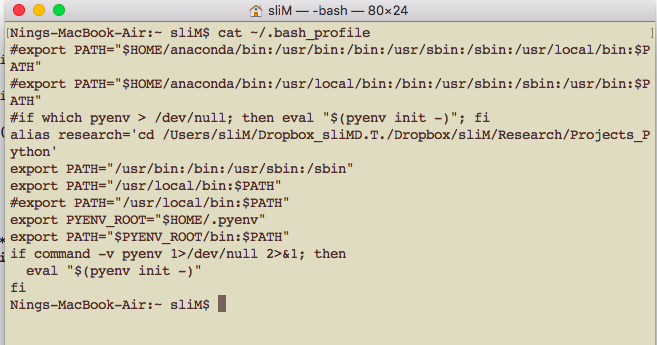 sliM — -bash — 80×24
[Nings-MacBook-Air:~ sliM$ cat ~/.bash_profile ]
#export PATH="$HOME/anaconda/bin:/usr/bin:/bin:/usr/sbin:/sbin:/usr/local/bin:$P
ATH"
#export PATH="$HOME/anaconda/bin:/usr/local/bin:/bin:/usr/sbin:/sbin:/usr/bin:$P
ATH"
#if which pyenv > /dev/null; then eval "$(pyenv init -)"; fi
alias research='cd /Users/sliM/Dropbox_sliMD.T./Dropbox/sliM/Research/Projects_P
ython'
export PATH="/usr/bin:/bin:/usr/sbin:/sbin"
export PATH="/usr/local/bin:$PATH"
#export PATH="/usr/local/bin:$PATH"
export PYENV_ROOT="$HOME/.pyenv"
export PATH="$PYENV_ROOT/bin:$PATH"
if command -v pyenv 1>/dev/null 2>&1; then
  eval "$(pyenv init -)"
fi
Nings-MacBook-Air:~ sliM$